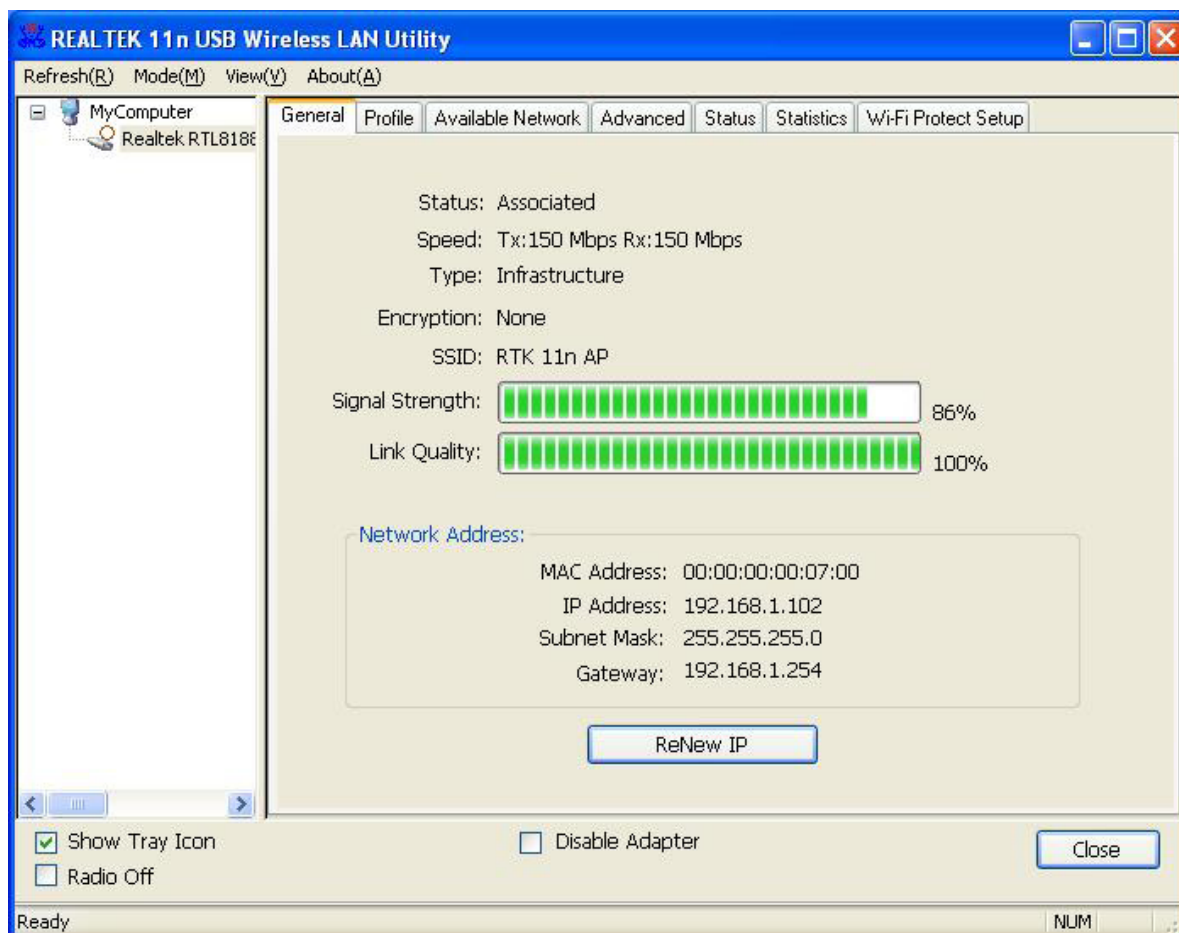 REALTEK 11n USB Wireless LAN Utility
Refresh(R) Mode(M) View(V) About(A)
MyComputer
Realtek RTL8188
General Profile Available Network Advanced Status Statistics Wi-Fi Protect Setup
Status: Associated
Speed: Tx:150 Mbps Rx:150 Mbps
Type: Infrastructure
Encryption: None
SSID: RTK 11n AP
Signal Strength: 86%
Link Quality: 100%
Network Address:
MAC Address: 00:00:00:00:07:00
IP Address: 192.168.1.102
Subnet Mask: 255.255.255.0
Gateway: 192.168.1.254
ReNew IP
Show Tray Icon
Radio Off
Disable Adapter
Close
Ready
NUM